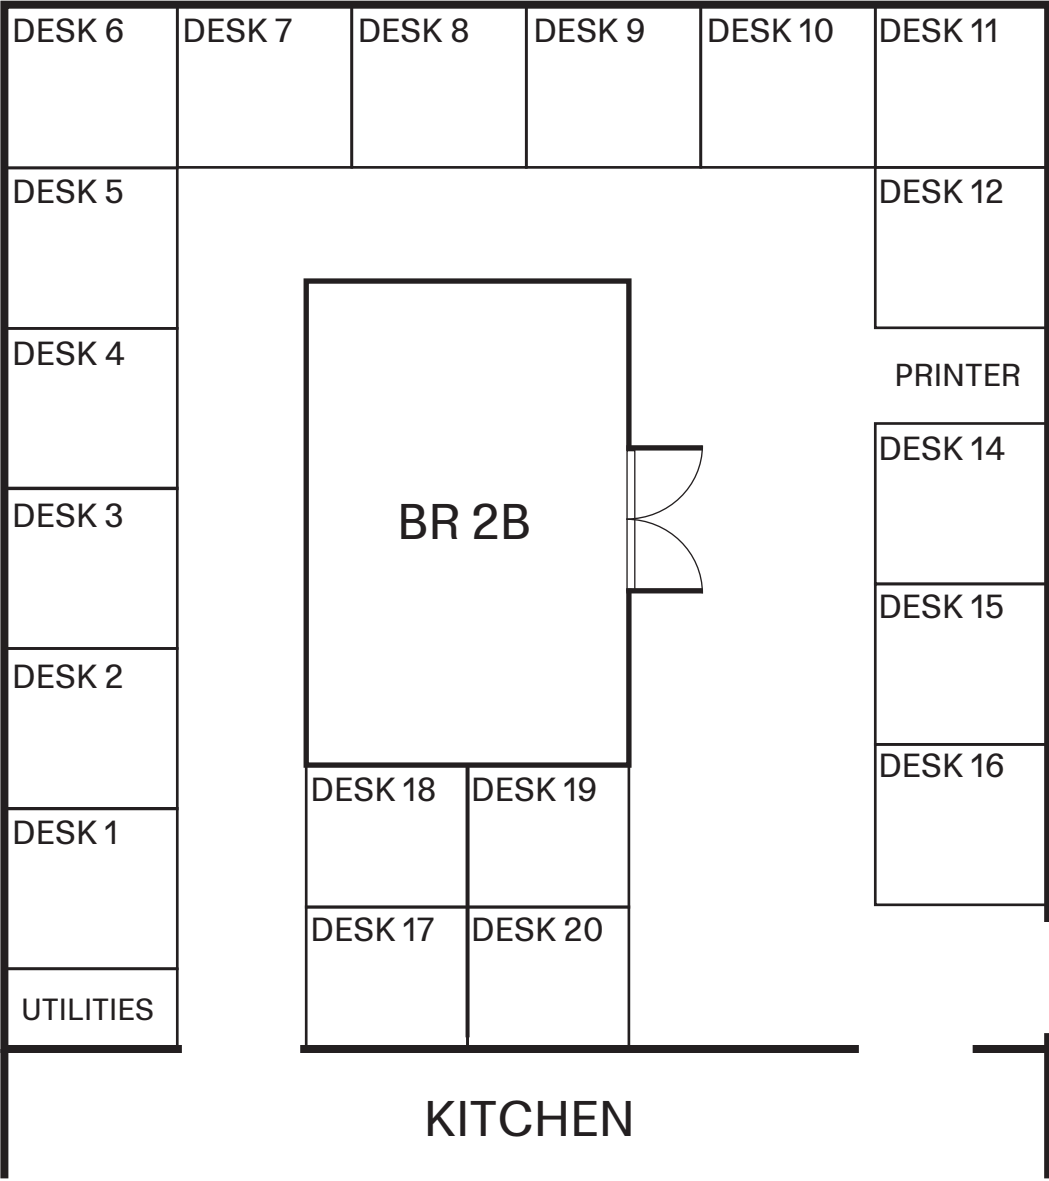 DESK 6
DESK 7
DESK 8
DESK 9
DESK 10
DESK 11
DESK 5
DESK 12
DESK 4
PRINTER
DESK 14
DESK 3
BR 2B
DESK 15
DESK 2
DESK 16
DESK 18
DESK 19
DESK 1
DESK 17
DESK 20
UTILITIES
KITCHEN